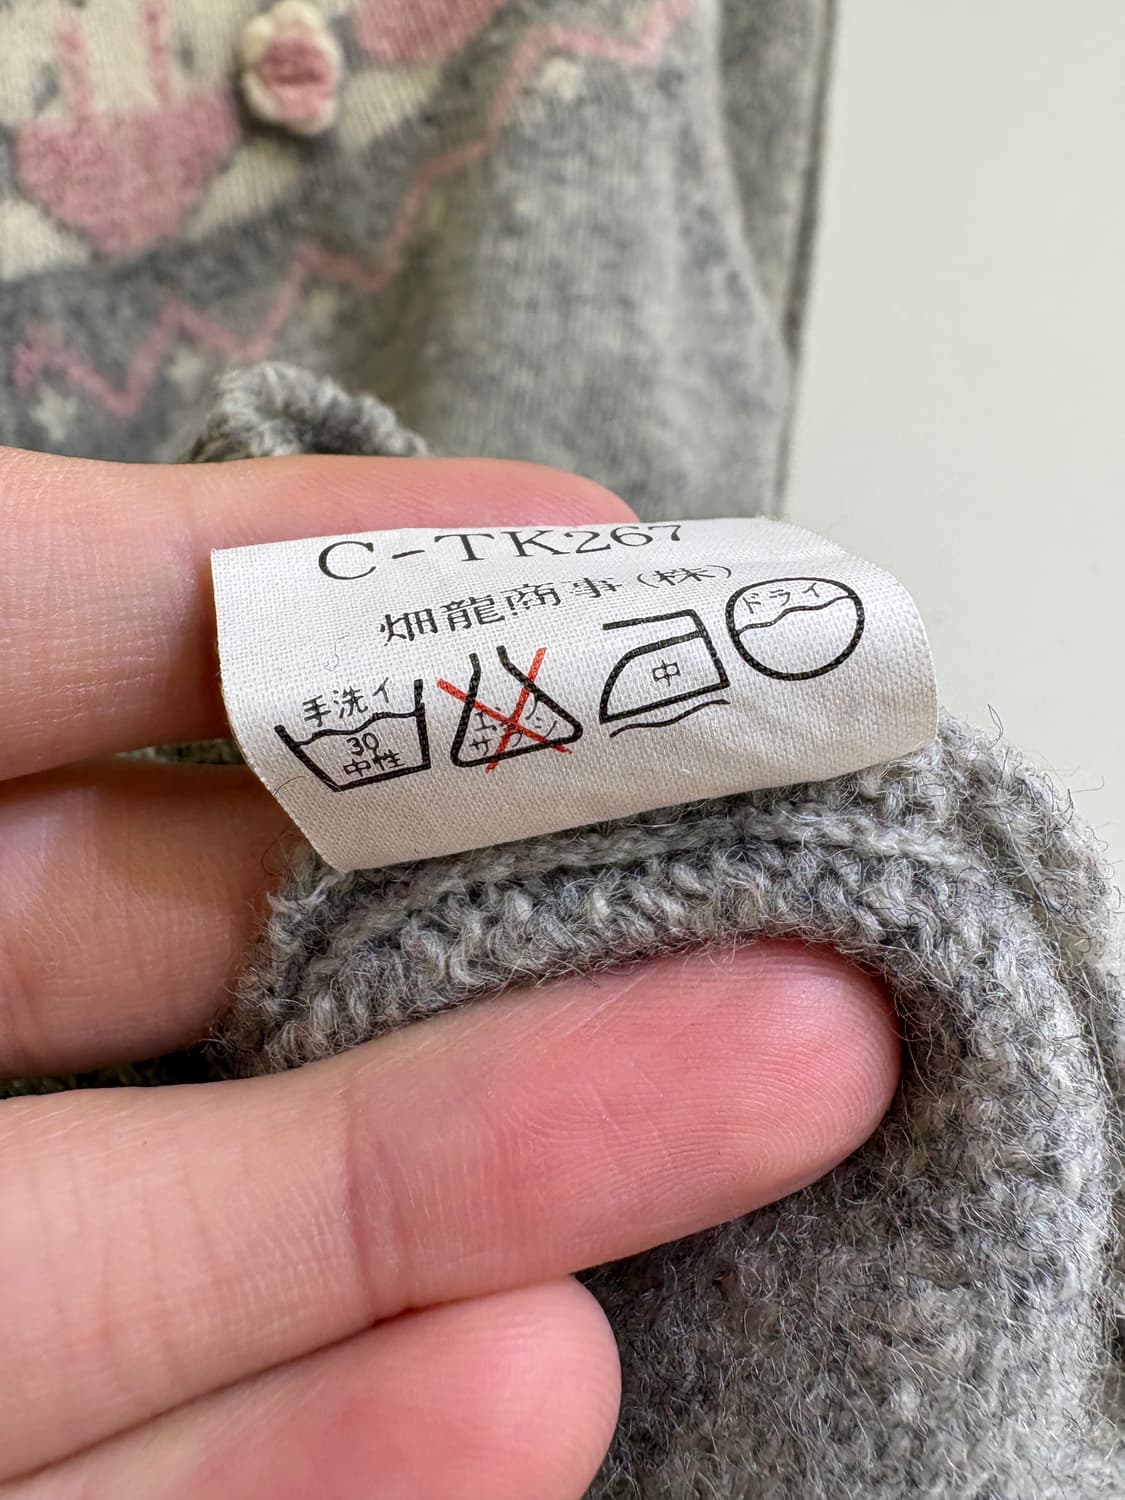 C-TK267
畑龍商事(株)
手洗イ
30
中性
エンソ
サラシ
中
ドライ